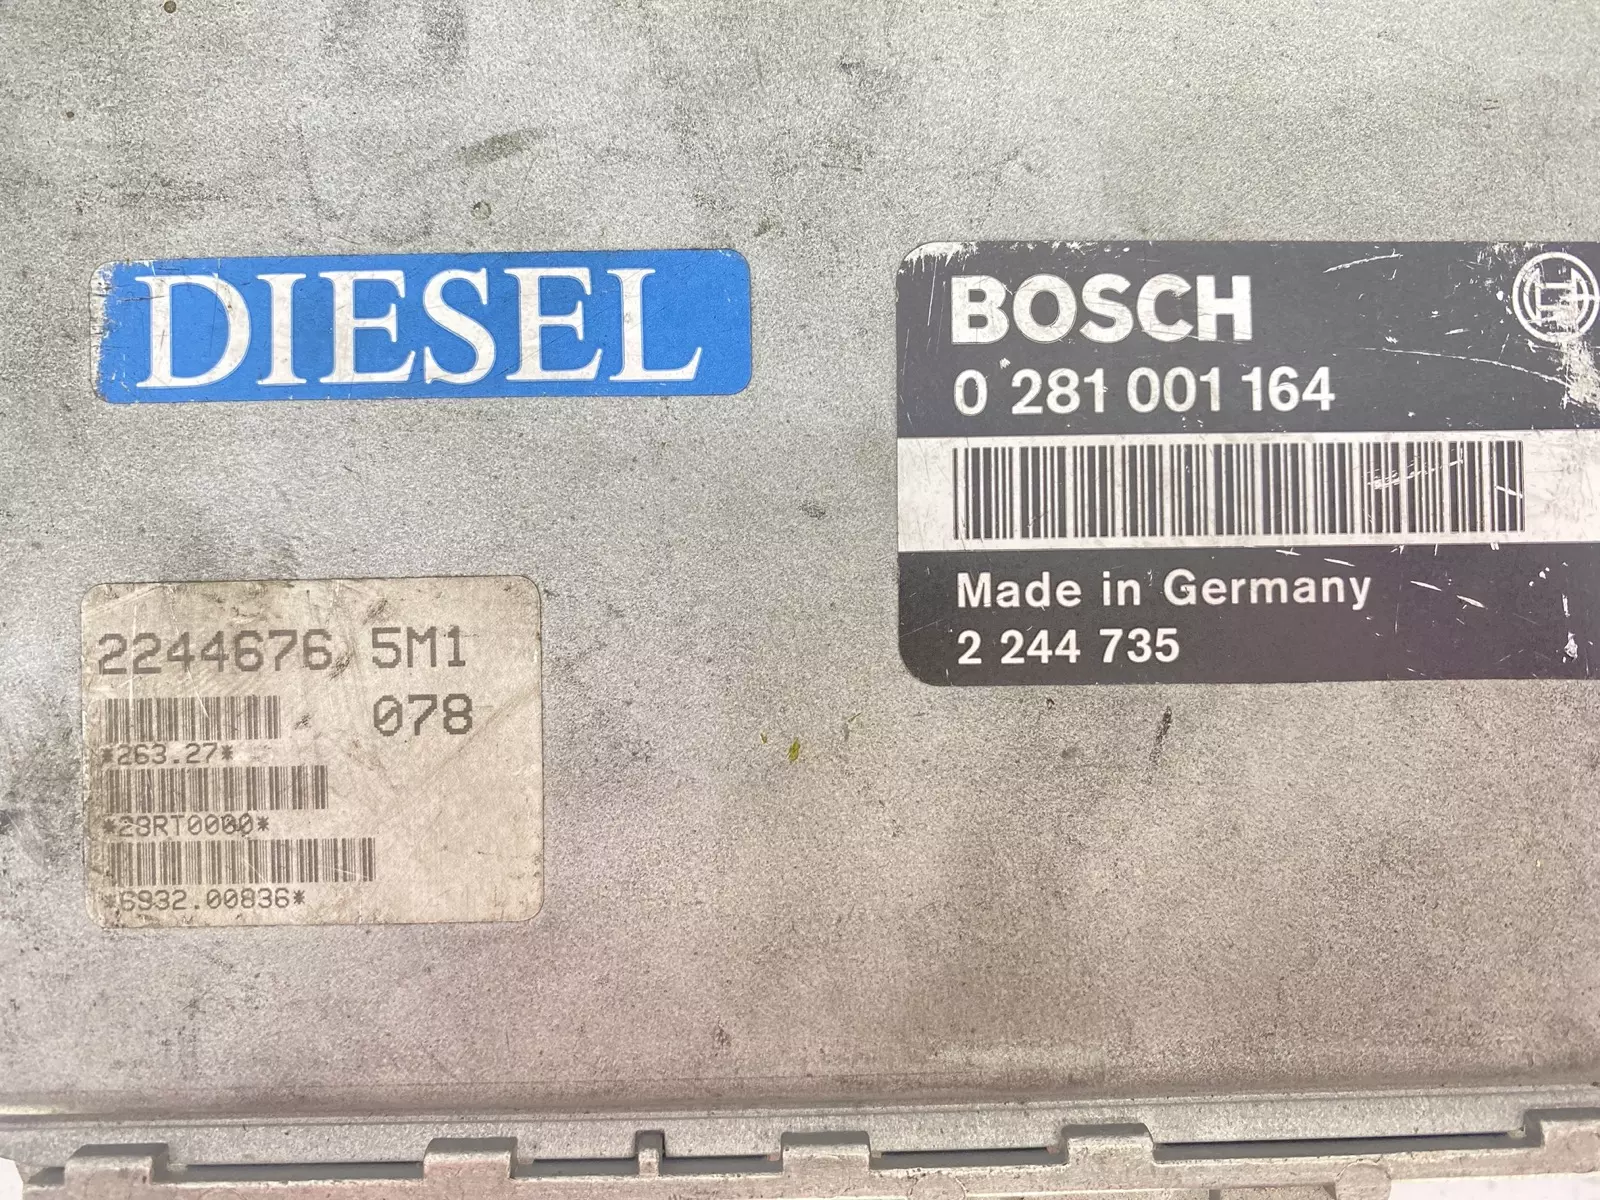 DIESEL
BOSCH
0 281 001 164
Made in Germany
2 244 735
2244676 5M1
078
*263.27*
*28RT0000*
*6932.00836*